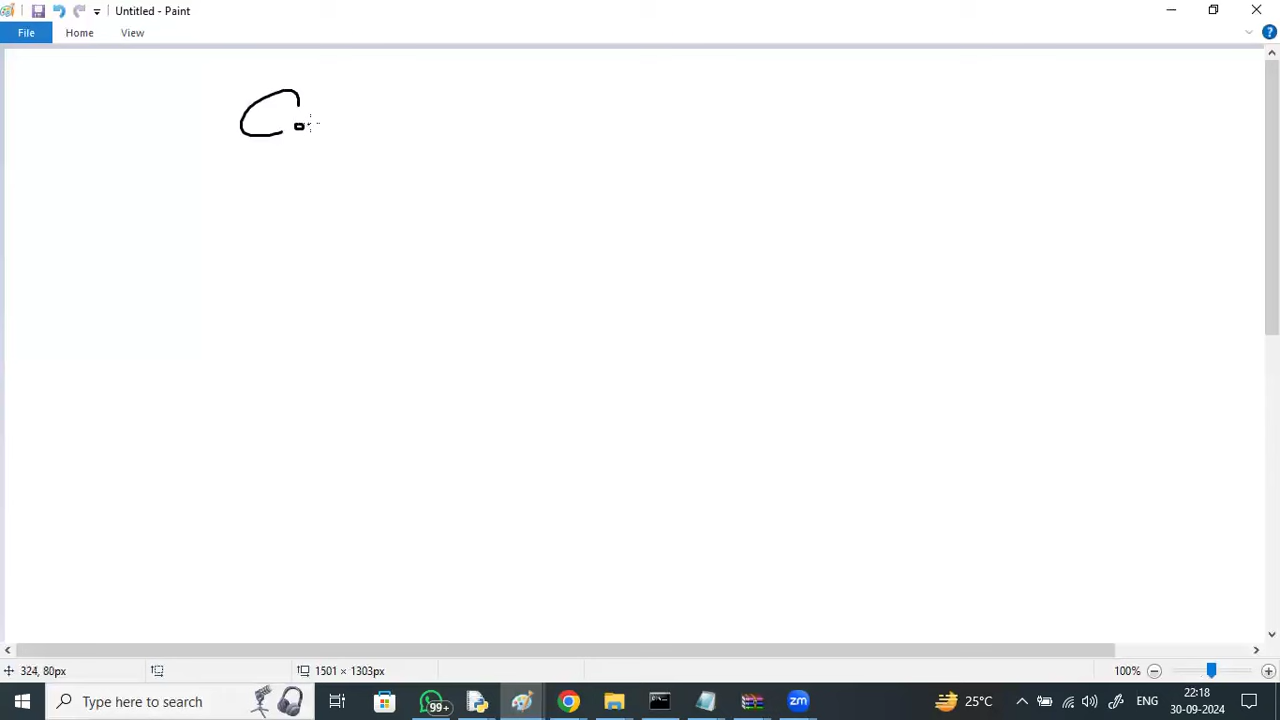 Untitled - Paint
File Home View
C.
324, 80px 1501 × 1303px 100%
Type here to search 99+ zm 25°C ENG 22:18
30-09-2024